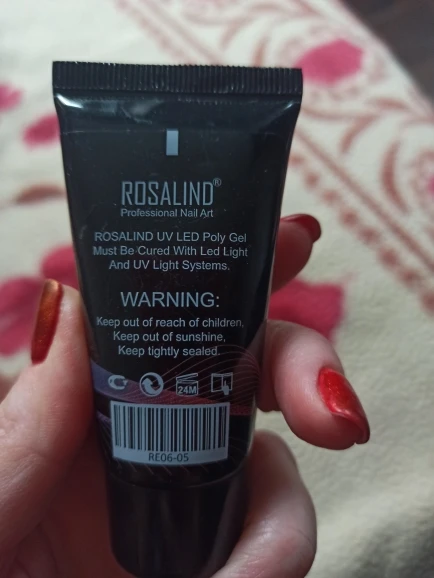 ROSALIND®
Professional Nail Art
ROSALIND UV LED Poly Gel
Must Be Cured With Led Light
And UV Light Systems.
WARNING:
Keep out of reach of children,
Keep out of sunshine,
Keep tightly sealed.
24M
RE06-05